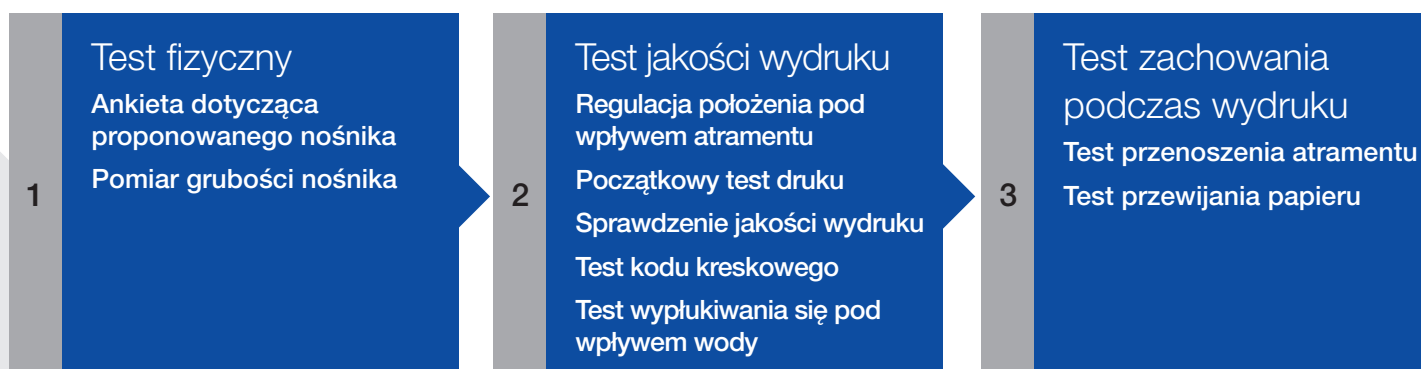 1
Test fizyczny
Ankieta dotycząca
proponowanego nośnika
Pomiar grubości nośnika
2
Test jakości wydruku
Regulacja położenia pod
wpływem atramentu
Początkowy test druku
Sprawdzenie jakości wydruku
Test kodu kreskowego
Test wypłukiwania się pod
wpływem wody
3
Test zachowania
podczas wydruku
Test przenoszenia atramentu
Test przewijania papieru